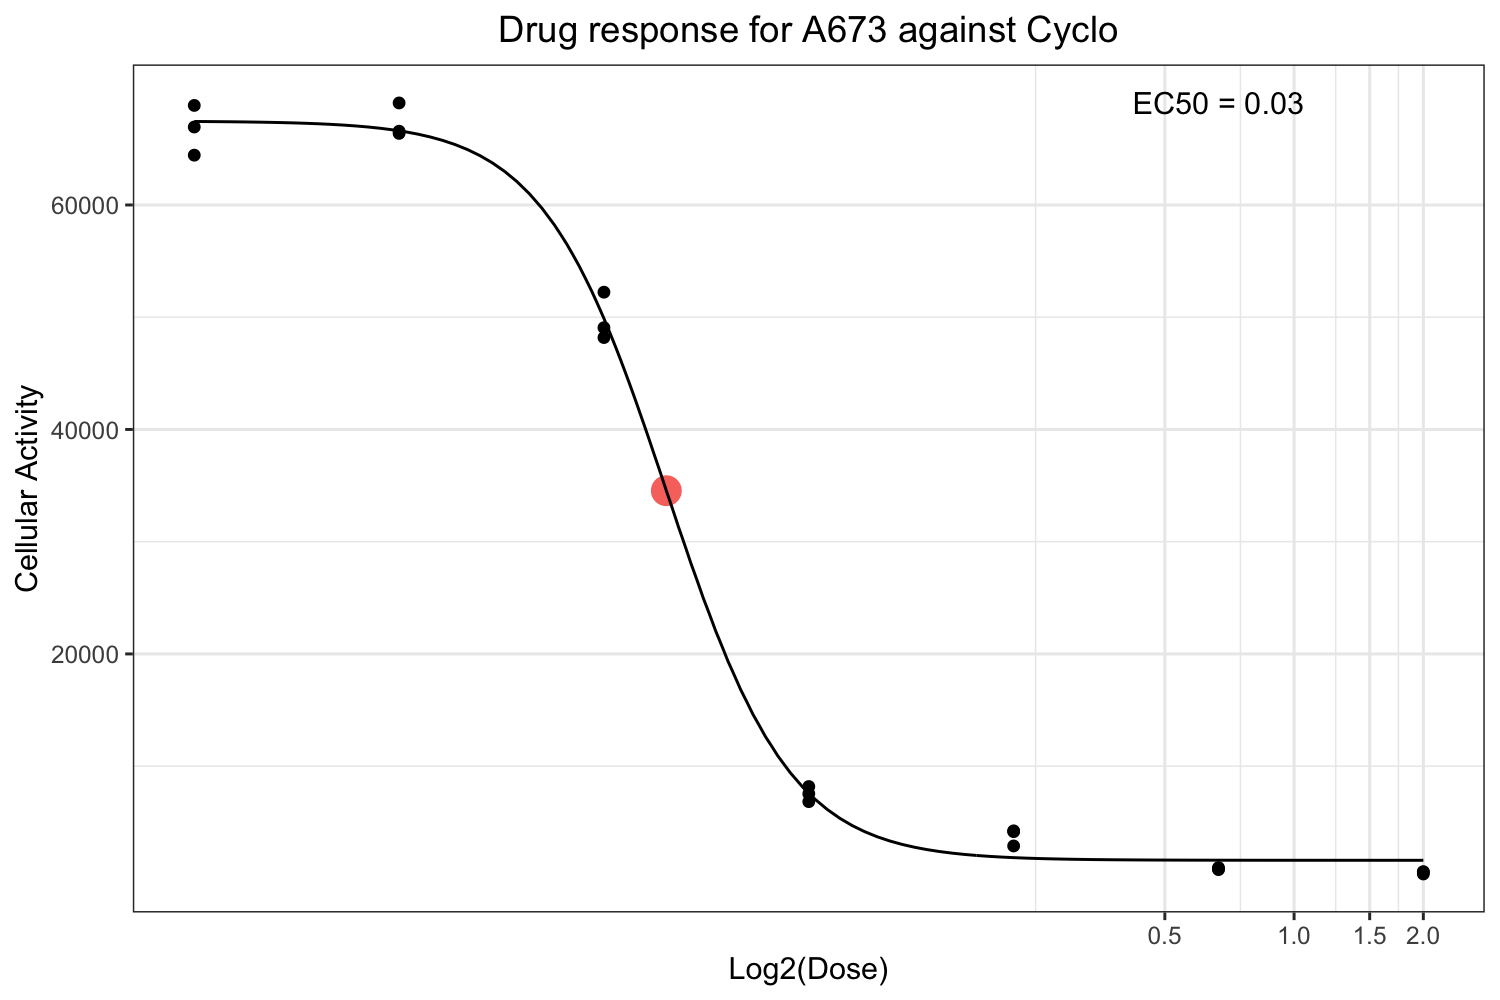 Drug response for A673 against Cyclo
EC50 = 0.03
60000
40000
20000
Cellular Activity
0.5 1.0 1.5 2.0
Log2(Dose)